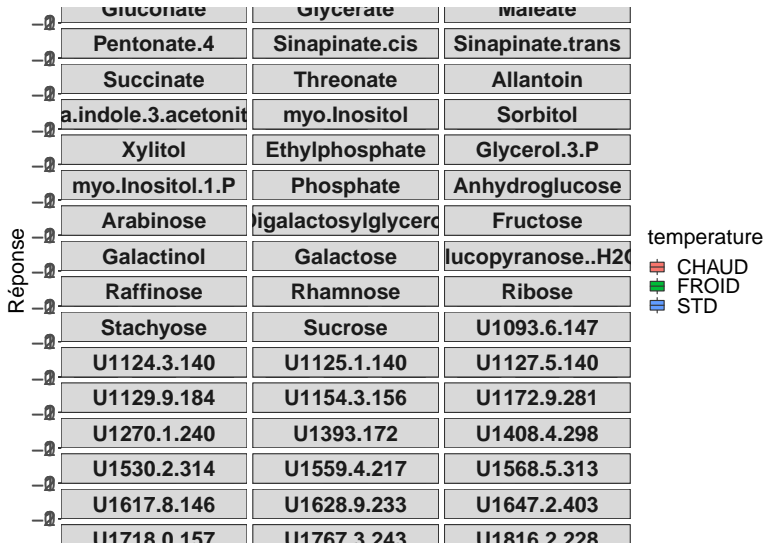 Gluconate Glycerate Maleate
Pentonate.4 Sinapinate.cis Sinapinate.trans
Succinate Threonate Allantoin
a.indole.3.acetonit myo.Inositol Sorbitol
Xylitol Ethylphosphate Glycerol.3.P
myo.Inositol.1.P Phosphate Anhydroglucose
Arabinose Digalactosylglycero Fructose
Galactinol Galactose lucopyranose..H2O
Raffinose Rhamnose Ribose
Stachyose Sucrose U1093.6.147
U1124.3.140 U1125.1.140 U1127.5.140
U1129.9.184 U1154.3.156 U1172.9.281
U1270.1.240 U1393.172 U1408.4.298
U1530.2.314 U1559.4.217 U1568.5.313
U1617.8.146 U1628.9.233 U1647.2.403
U1718.0.157 U1767.3.243 U1816.2.228
Réponse
temperature
CHAUD
FROID
STD